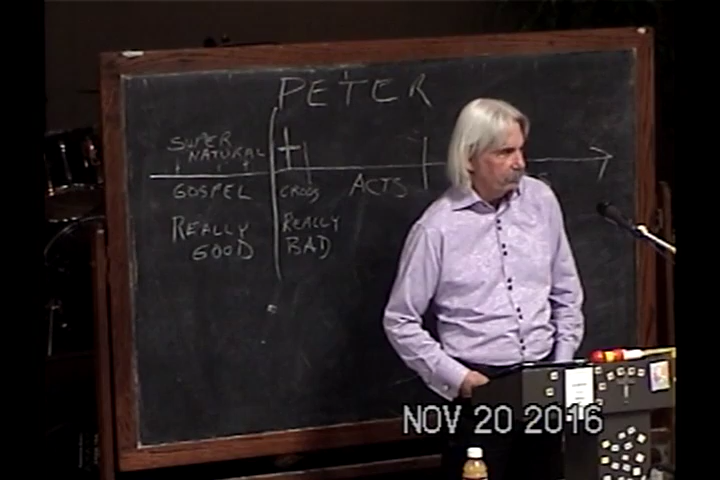 PETER
SUPER
NATURAL
GOSPEL
CROSS
ACTS
REALLY
GOOD
REALLY
BAD
NOV 20 2016